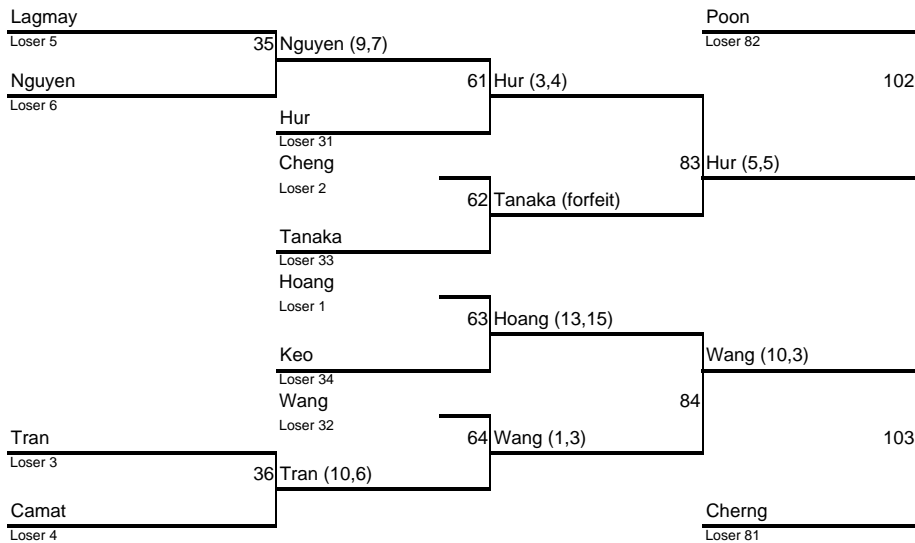 Lagmay
Poon
Loser 5
35 Nguyen (9,7)
Loser 82
Nguyen
61 Hur (3,4)
102
Loser 6
Hur
Loser 31
Cheng
83 Hur (5,5)
Loser 2
62 Tanaka (forfeit)
Tanaka
Loser 33
Hoang
Loser 1
63 Hoang (13,15)
Keo
Wang (10,3)
Loser 34
Wang
84
Loser 32
Tran
64 Wang (1,3)
103
Loser 3
36 Tran (10,6)
Camat
Cherng
Loser 4
Loser 81